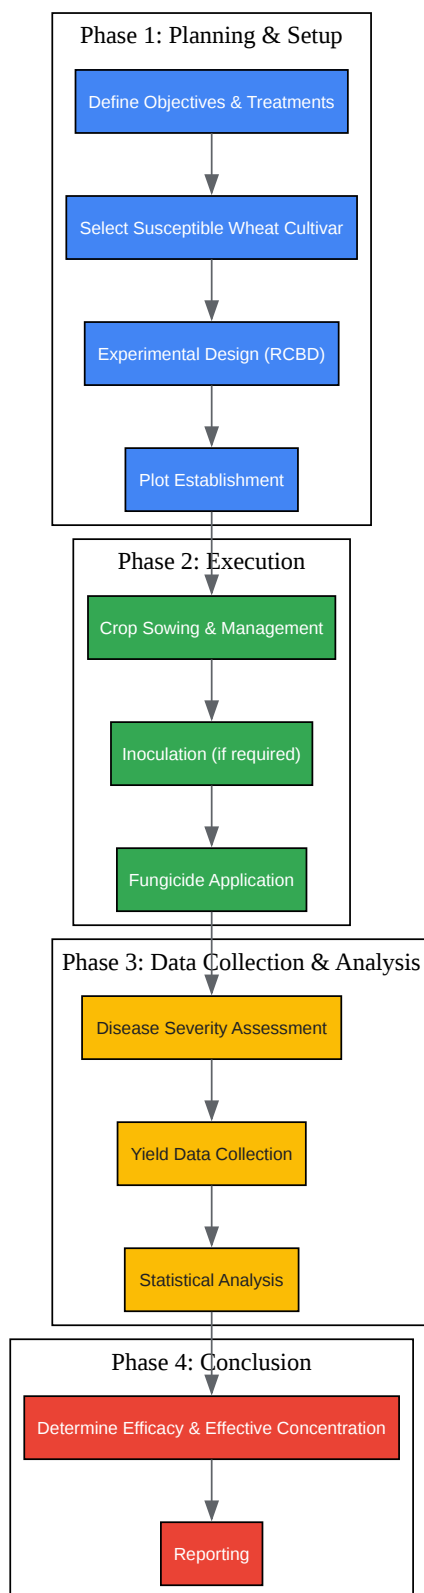 Phase 1: Planning & Setup
Define Objectives & Treatments
Select Susceptible Wheat Cultivar
Experimental Design (RCBD)
Plot Establishment
Phase 2: Execution
Crop Sowing & Management
Inoculation (if required)
Fungicide Application
Phase 3: Data Collection & Analysis
Disease Severity Assessment
Yield Data Collection
Statistical Analysis
Phase 4: Conclusion
Determine Efficacy & Effective Concentration
Reporting